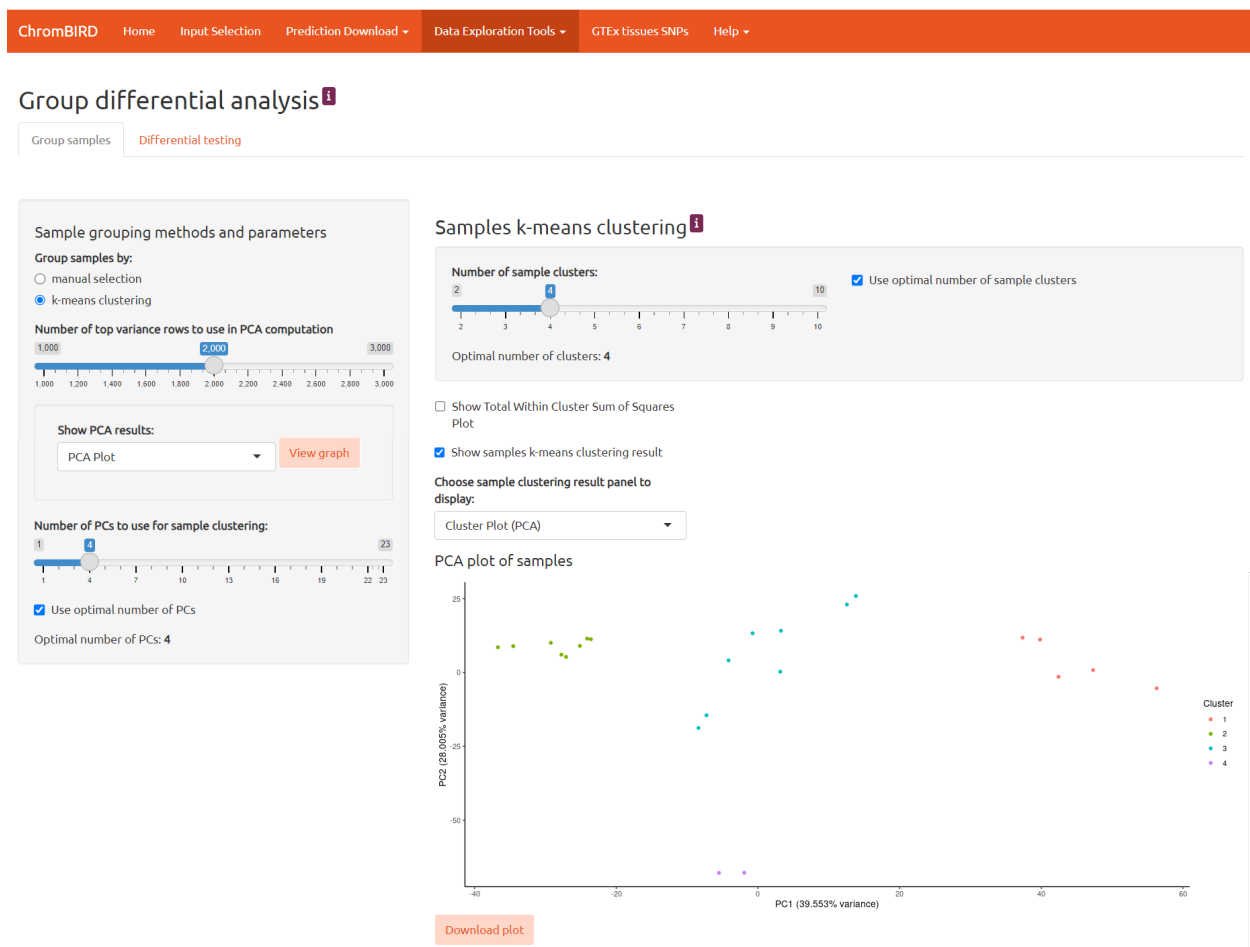 ChromBIRD Home Input Selection Prediction Download Data Exploration Tools GTEx tissues SNPs Help
Group differential analysis i
Group samples Differential testing
Sample grouping methods and parameters
Group samples by:
manual selection
k-means clustering
Number of top variance rows to use in PCA computation
1,000 2,000 3,000
1,000 1,200 1,400 1,600 1,800 2,000 2,200 2,400 2,600 2,800 3,000
Show PCA results:
PCA Plot View graph
Number of PCs to use for sample clustering:
1 4 23
1 4 7 10 13 16 19 22 23
Use optimal number of PCs
Optimal number of PCs: 4
Samples k-means clustering i
Number of sample clusters:
2 4 10
2 3 4 5 6 7 8 9 10
Use optimal number of sample clusters
Optimal number of clusters: 4
Show Total Within Cluster Sum of Squares
Plot
Show samples k-means clustering result
Choose sample clustering result panel to
display:
Cluster Plot (PCA)
PCA plot of samples
25
0
-25
-50
PC2 (28.005% variance)
-40 -20 0 20 40 60
PC1 (39.553% variance)
Cluster
1
2
3
4
Download plot